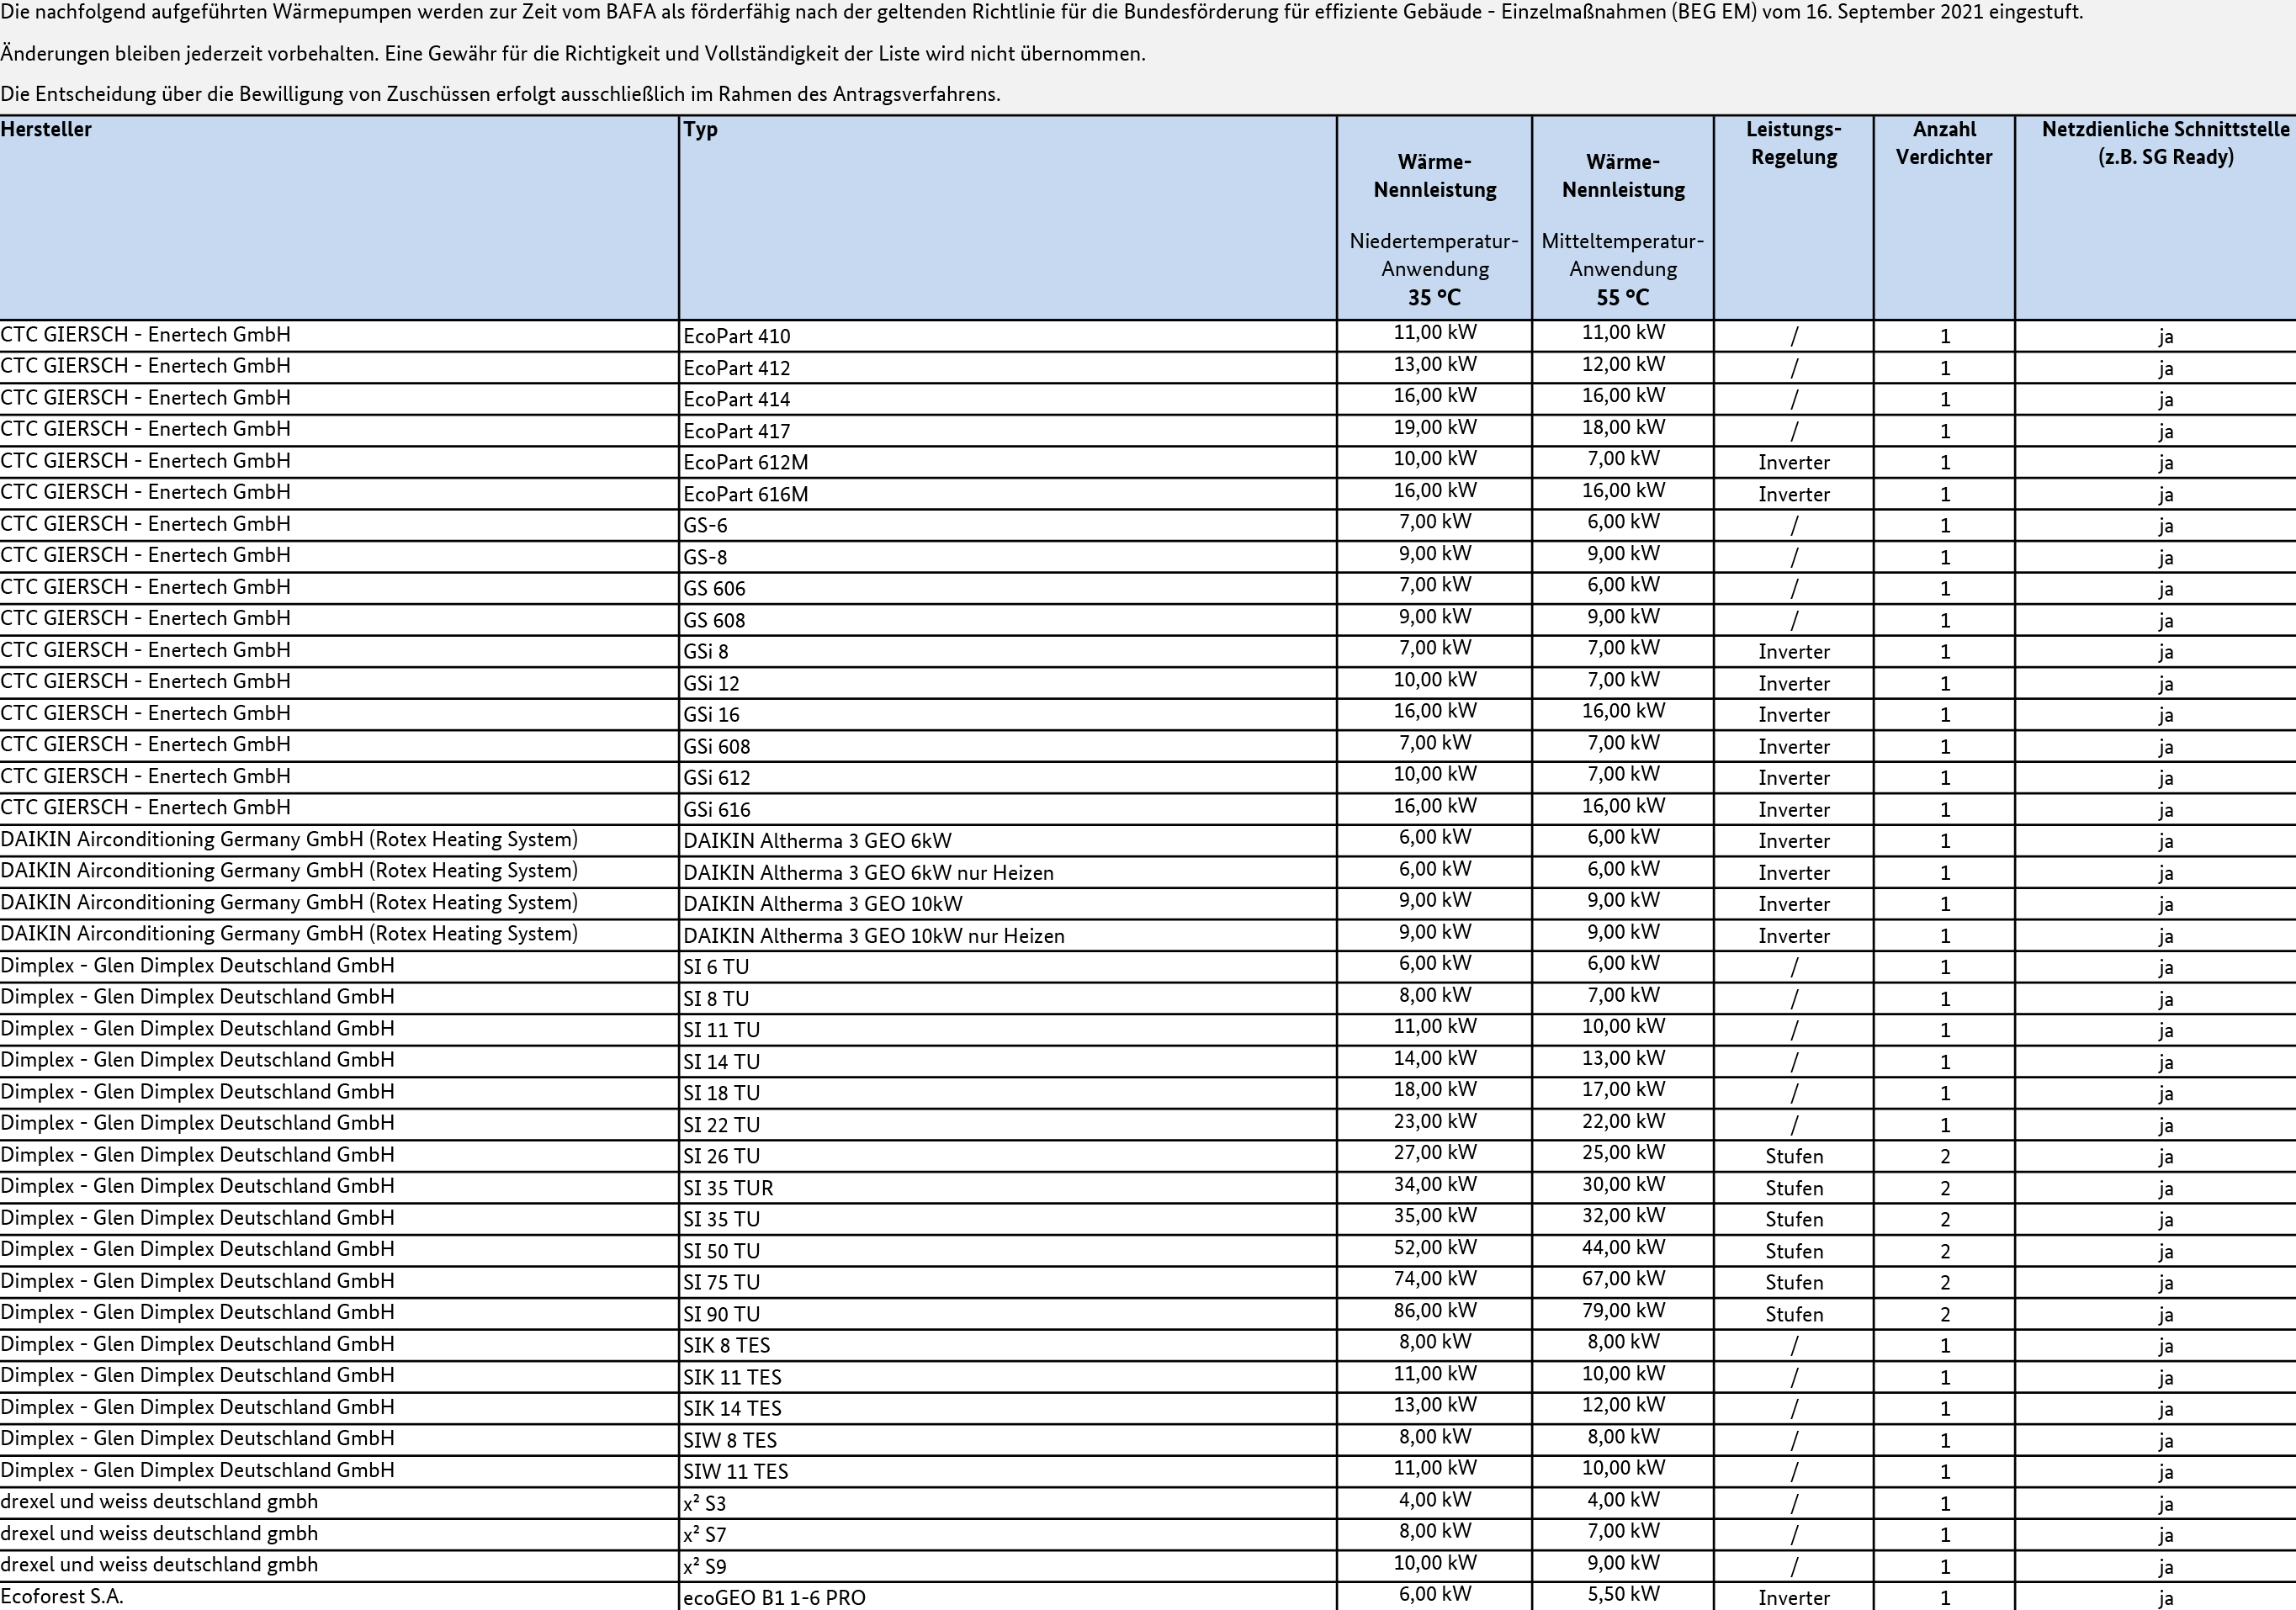 Die nachfolgend aufgeführten Wärmepumpen werden zur Zeit vom BAFA als förderfähig nach der geltenden Richtlinie für die Bundesförderung für effiziente Gebäude - Einzelmaßnahmen (BEG EM) vom 16. September 2021 eingestuft.
Änderungen bleiben jederzeit vorbehalten. Eine Gewähr für die Richtigkeit und Vollständigkeit der Liste wird nicht übernommen.
Die Entscheidung über die Bewilligung von Zuschüssen erfolgt ausschließlich im Rahmen des Antragsverfahrens.
Hersteller Typ Wärme-Nennleistung Niedertemperatur-Anwendung 35 °C Wärme-Nennleistung Mitteltemperatur-Anwendung 55 °C Leistungs-Regelung Anzahl Verdichter Netzdienliche Schnittstelle (z.B. SG Ready)
CTC GIERSCH - Enertech GmbH EcoPart 410 11,00 kW 11,00 kW / 1 ja
CTC GIERSCH - Enertech GmbH EcoPart 412 13,00 kW 12,00 kW / 1 ja
CTC GIERSCH - Enertech GmbH EcoPart 414 16,00 kW 16,00 kW / 1 ja
CTC GIERSCH - Enertech GmbH EcoPart 417 19,00 kW 18,00 kW / 1 ja
CTC GIERSCH - Enertech GmbH EcoPart 612M 10,00 kW 7,00 kW Inverter 1 ja
CTC GIERSCH - Enertech GmbH EcoPart 616M 16,00 kW 16,00 kW Inverter 1 ja
CTC GIERSCH - Enertech GmbH GS-6 7,00 kW 6,00 kW / 1 ja
CTC GIERSCH - Enertech GmbH GS-8 9,00 kW 9,00 kW / 1 ja
CTC GIERSCH - Enertech GmbH GS 606 7,00 kW 6,00 kW / 1 ja
CTC GIERSCH - Enertech GmbH GS 608 9,00 kW 9,00 kW / 1 ja
CTC GIERSCH - Enertech GmbH GSi 8 7,00 kW 7,00 kW Inverter 1 ja
CTC GIERSCH - Enertech GmbH GSi 12 10,00 kW 7,00 kW Inverter 1 ja
CTC GIERSCH - Enertech GmbH GSi 16 16,00 kW 16,00 kW Inverter 1 ja
CTC GIERSCH - Enertech GmbH GSi 608 7,00 kW 7,00 kW Inverter 1 ja
CTC GIERSCH - Enertech GmbH GSi 612 10,00 kW 7,00 kW Inverter 1 ja
CTC GIERSCH - Enertech GmbH GSi 616 16,00 kW 16,00 kW Inverter 1 ja
DAIKIN Airconditioning Germany GmbH (Rotex Heating System) DAIKIN Altherma 3 GEO 6kW 6,00 kW 6,00 kW Inverter 1 ja
DAIKIN Airconditioning Germany GmbH (Rotex Heating System) DAIKIN Altherma 3 GEO 6kW nur Heizen 6,00 kW 6,00 kW Inverter 1 ja
DAIKIN Airconditioning Germany GmbH (Rotex Heating System) DAIKIN Altherma 3 GEO 10kW 9,00 kW 9,00 kW Inverter 1 ja
DAIKIN Airconditioning Germany GmbH (Rotex Heating System) DAIKIN Altherma 3 GEO 10kW nur Heizen 9,00 kW 9,00 kW Inverter 1 ja
Dimplex - Glen Dimplex Deutschland GmbH SI 6 TU 6,00 kW 6,00 kW / 1 ja
Dimplex - Glen Dimplex Deutschland GmbH SI 8 TU 8,00 kW 7,00 kW / 1 ja
Dimplex - Glen Dimplex Deutschland GmbH SI 11 TU 11,00 kW 10,00 kW / 1 ja
Dimplex - Glen Dimplex Deutschland GmbH SI 14 TU 14,00 kW 13,00 kW / 1 ja
Dimplex - Glen Dimplex Deutschland GmbH SI 18 TU 18,00 kW 17,00 kW / 1 ja
Dimplex - Glen Dimplex Deutschland GmbH SI 22 TU 23,00 kW 22,00 kW / 1 ja
Dimplex - Glen Dimplex Deutschland GmbH SI 26 TU 27,00 kW 25,00 kW Stufen 2 ja
Dimplex - Glen Dimplex Deutschland GmbH SI 35 TUR 34,00 kW 30,00 kW Stufen 2 ja
Dimplex - Glen Dimplex Deutschland GmbH SI 35 TU 35,00 kW 32,00 kW Stufen 2 ja
Dimplex - Glen Dimplex Deutschland GmbH SI 50 TU 52,00 kW 44,00 kW Stufen 2 ja
Dimplex - Glen Dimplex Deutschland GmbH SI 75 TU 74,00 kW 67,00 kW Stufen 2 ja
Dimplex - Glen Dimplex Deutschland GmbH SI 90 TU 86,00 kW 79,00 kW Stufen 2 ja
Dimplex - Glen Dimplex Deutschland GmbH SIK 8 TES 8,00 kW 8,00 kW / 1 ja
Dimplex - Glen Dimplex Deutschland GmbH SIK 11 TES 11,00 kW 10,00 kW / 1 ja
Dimplex - Glen Dimplex Deutschland GmbH SIK 14 TES 13,00 kW 12,00 kW / 1 ja
Dimplex - Glen Dimplex Deutschland GmbH SIW 8 TES 8,00 kW 8,00 kW / 1 ja
Dimplex - Glen Dimplex Deutschland GmbH SIW 11 TES 11,00 kW 10,00 kW / 1 ja
drexel und weiss deutschland gmbh x² S3 4,00 kW 4,00 kW / 1 ja
drexel und weiss deutschland gmbh x² S7 8,00 kW 7,00 kW / 1 ja
drexel und weiss deutschland gmbh x² S9 10,00 kW 9,00 kW / 1 ja
Ecoforest S.A. ecoGEO B1 1-6 PRO 6,00 kW 5,50 kW Inverter 1 ja